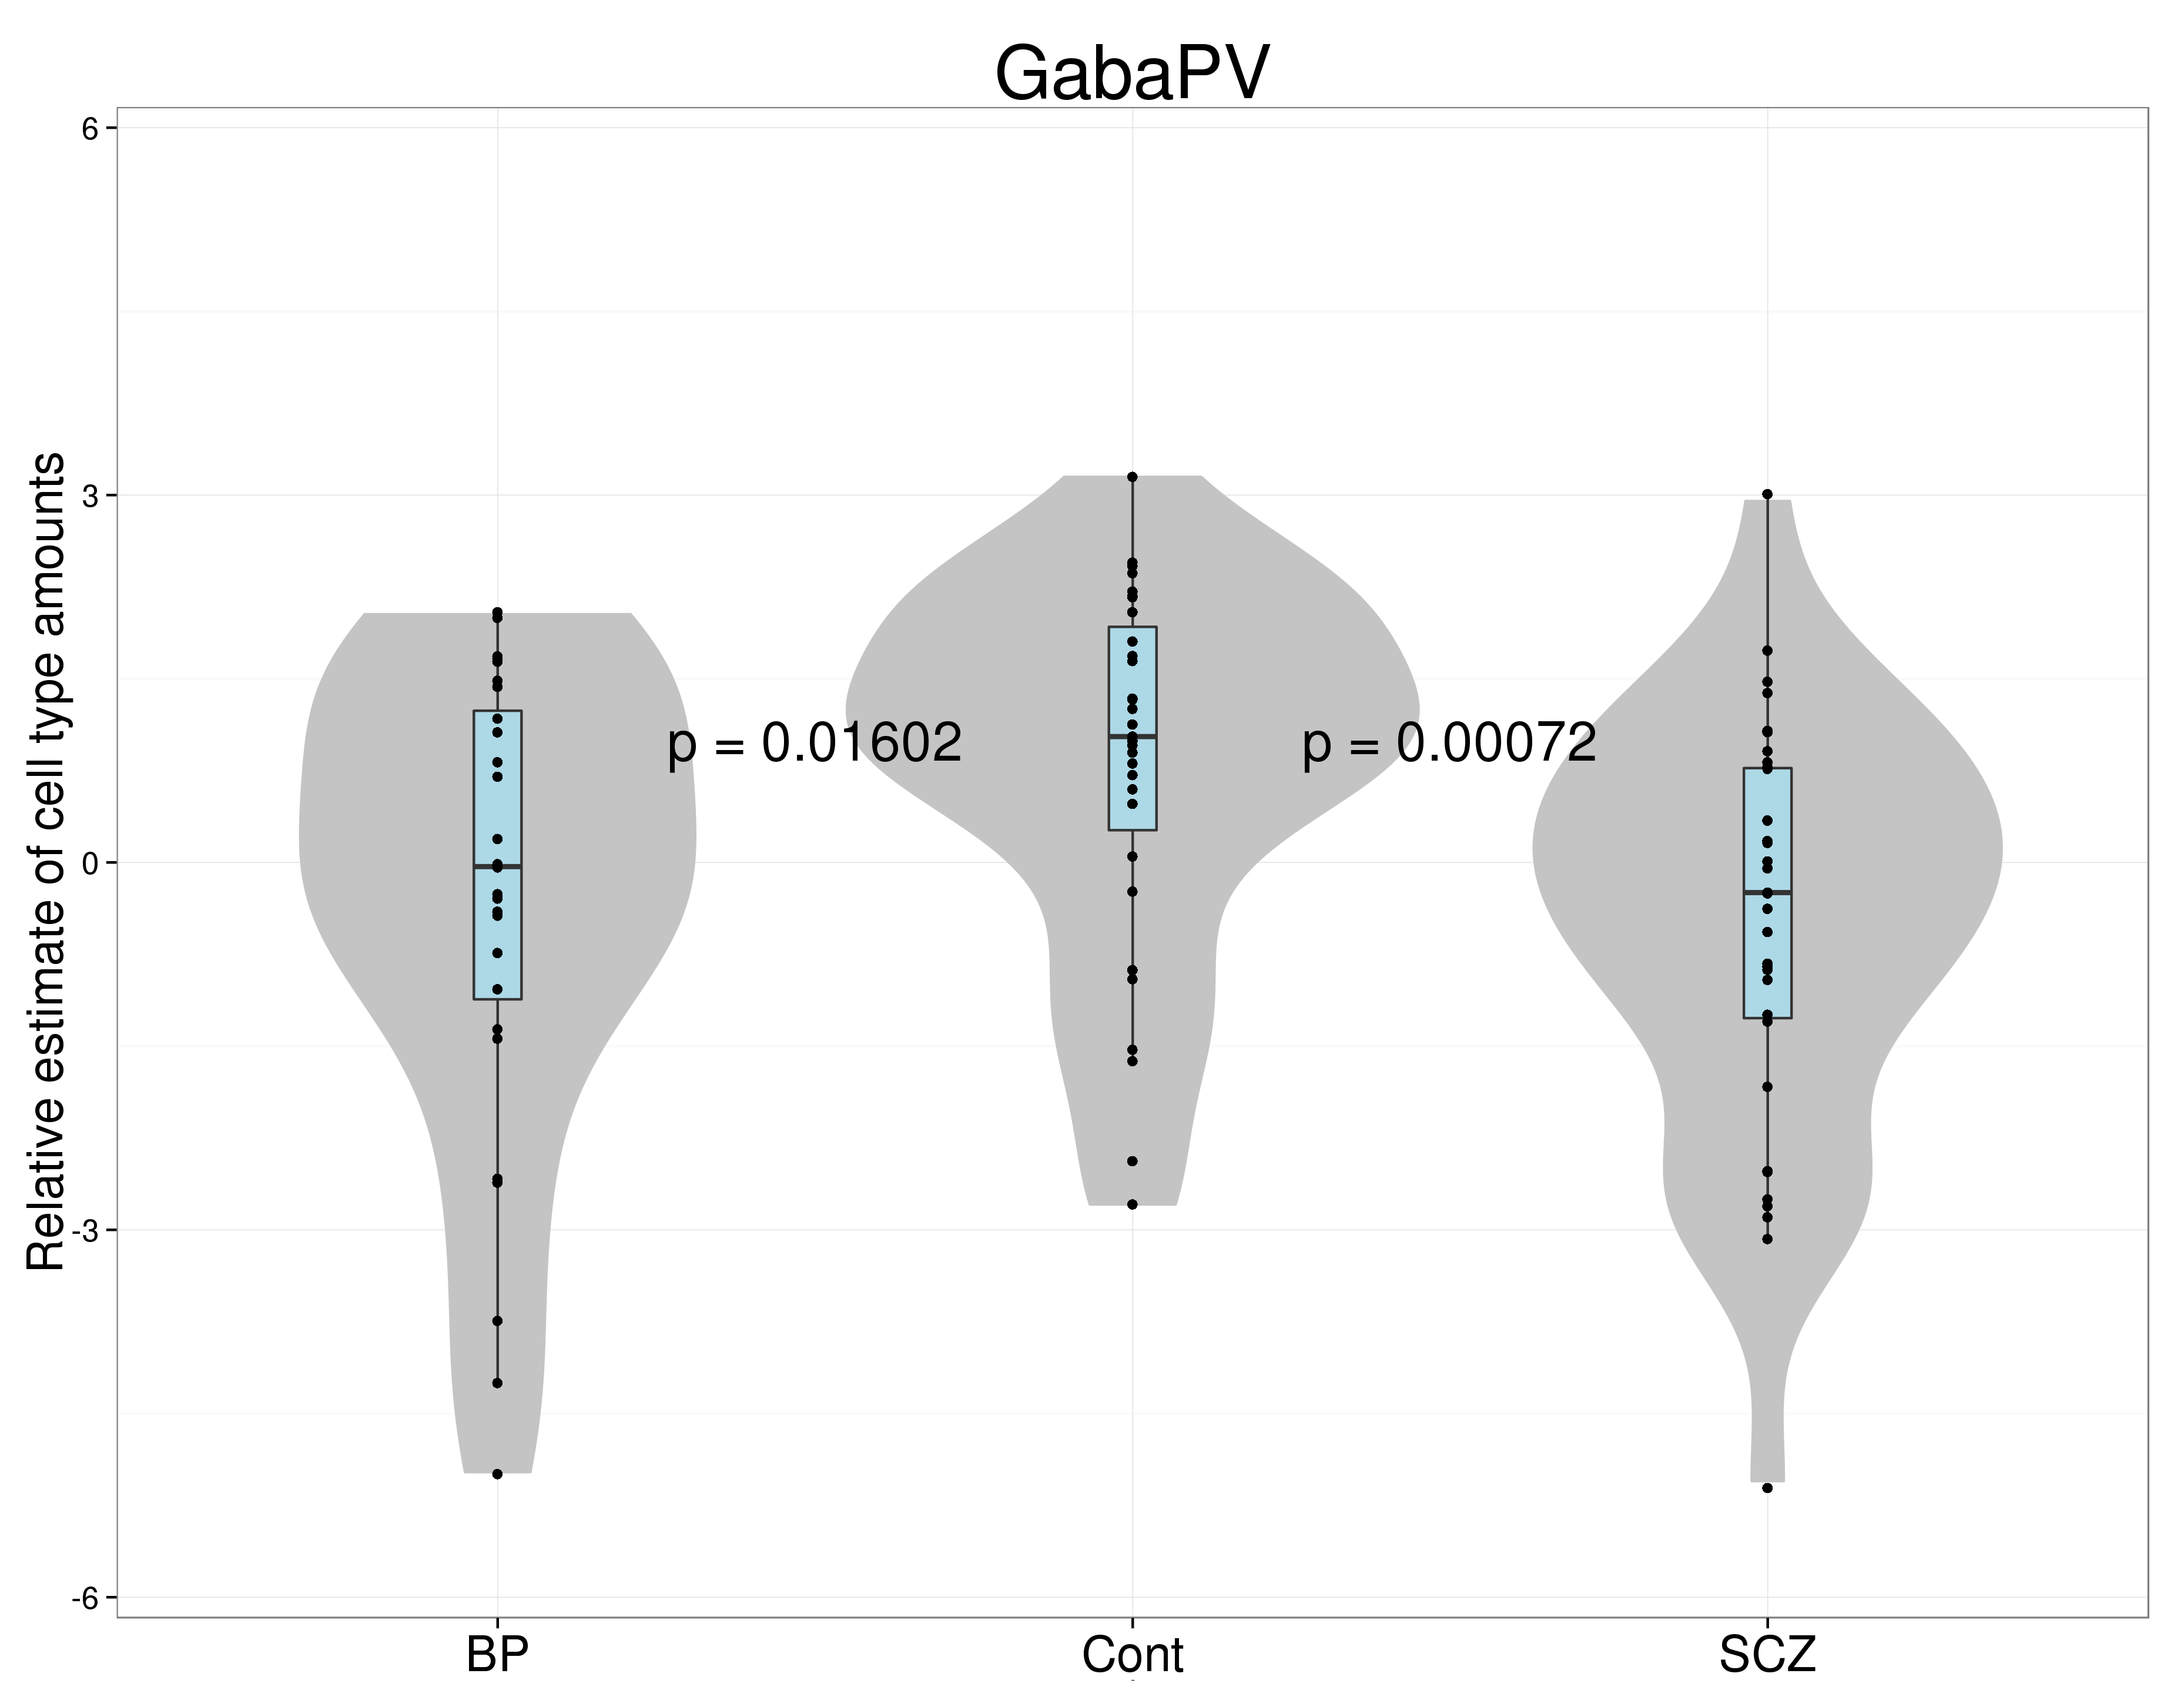 GabaPV
Relative estimate of cell type amounts
6
3
0
-3
-6
p = 0.01602
p = 0.00072
BP
Cont
SCZ